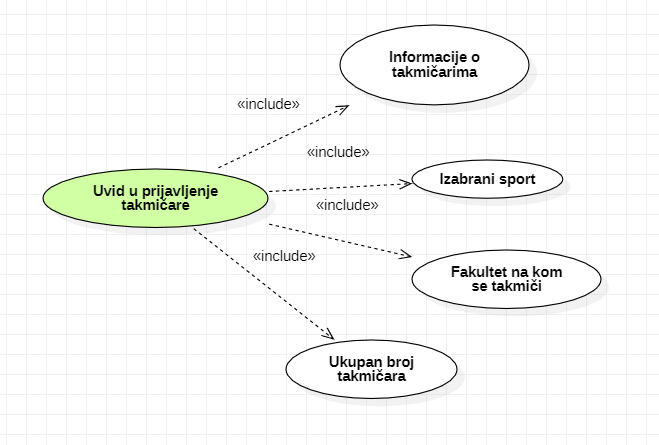 Informacije o
takmičarima
«include»
«include»
Izabrani sport
Uvid u prijavljenje
takmičare
«include»
«include»
Fakultet na kom
se takmiči
Ukupan broj
takmičara